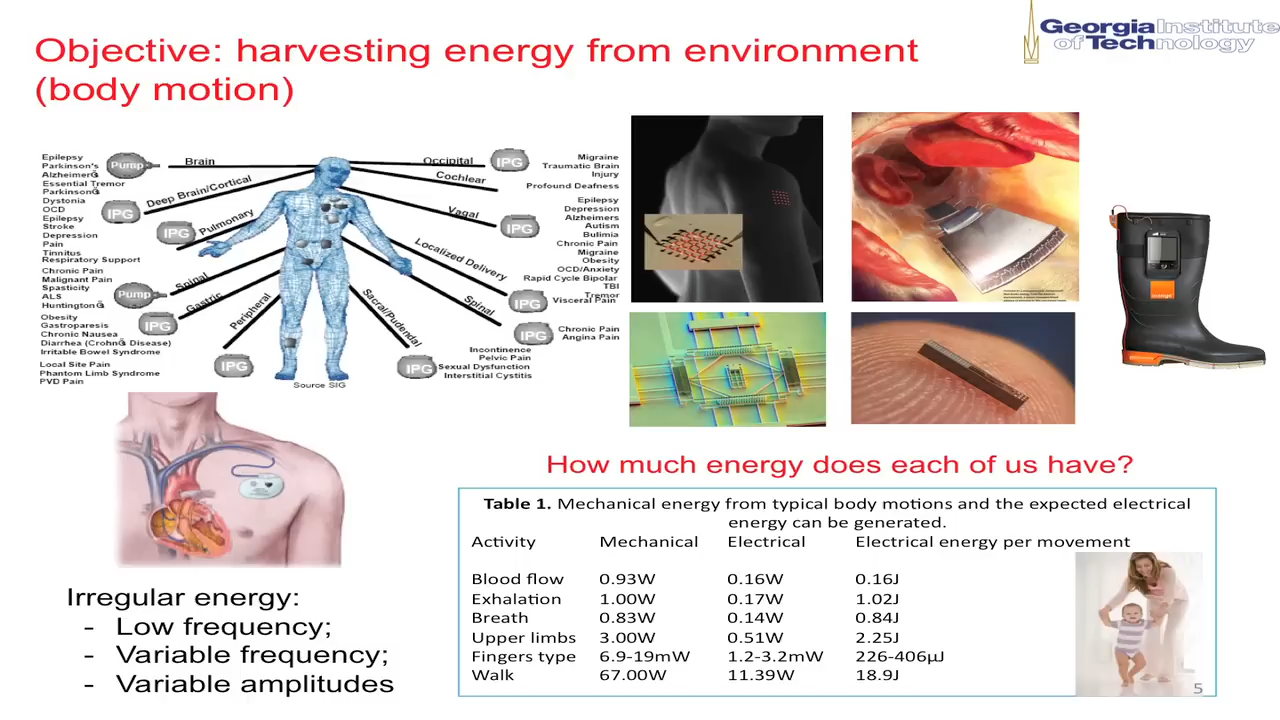 Georgia Institute
of Technology
Objective: harvesting energy from environment
(body motion)
Epilepsy
Parkinson's
Alzheimer's
Essential Tremor
Parkinson's
Dystonia
OCD
Epilepsy
Stroke
Depression
Pain
Tinnitus
Respiratory Support
Chronic Pain
Malignant Pain
Spasticity
ALS
Huntington's
Obesity
Gastroparesis
Chronic Nausea
Diarrhea (Crohn's Disease)
Irritable Bowel Syndrome
Local Site Pain
Phantom Limb Syndrome
PVD Pain
Pump
IPG
IPG
Pump
IPG
IPG
Brain
Deep Brain/Cortical
Pulmonary
Spinal
Gastric
Peripheral
Occipital
Cochlear
Vagal
Localized Delivery
Spinal
Sacral/Pudendal
Source SIG
IPG
IPG
IPG
IPG
IPG
Migraine
Traumatic Brain
Injury
Profound Deafness
Epilepsy
Depression
Alzheimers
Autism
Bulimia
Chronic Pain
Migraine
Obesity
OCD/Anxiety
Rapid Cycle Bipolar
TBI
Tremor
Visceral Pain
Chronic Pain
Angina Pain
Incontinence
Pelvic Pain
Sexual Dysfunction
Interstitial Cystitis
orange
Irregular energy:
- Low frequency;
- Variable frequency;
- Variable amplitudes
How much energy does each of us have?
Table 1. Mechanical energy from typical body motions and the expected electrical
energy can be generated.
Activity Mechanical Electrical Electrical energy per movement
Blood flow 0.93W 0.16W 0.16J
Exhalation 1.00W 0.17W 1.02J
Breath 0.83W 0.14W 0.84J
Upper limbs 3.00W 0.51W 2.25J
Fingers type 6.9-19mW 1.2-3.2mW 226-406µJ
Walk 67.00W 11.39W 18.9J
5